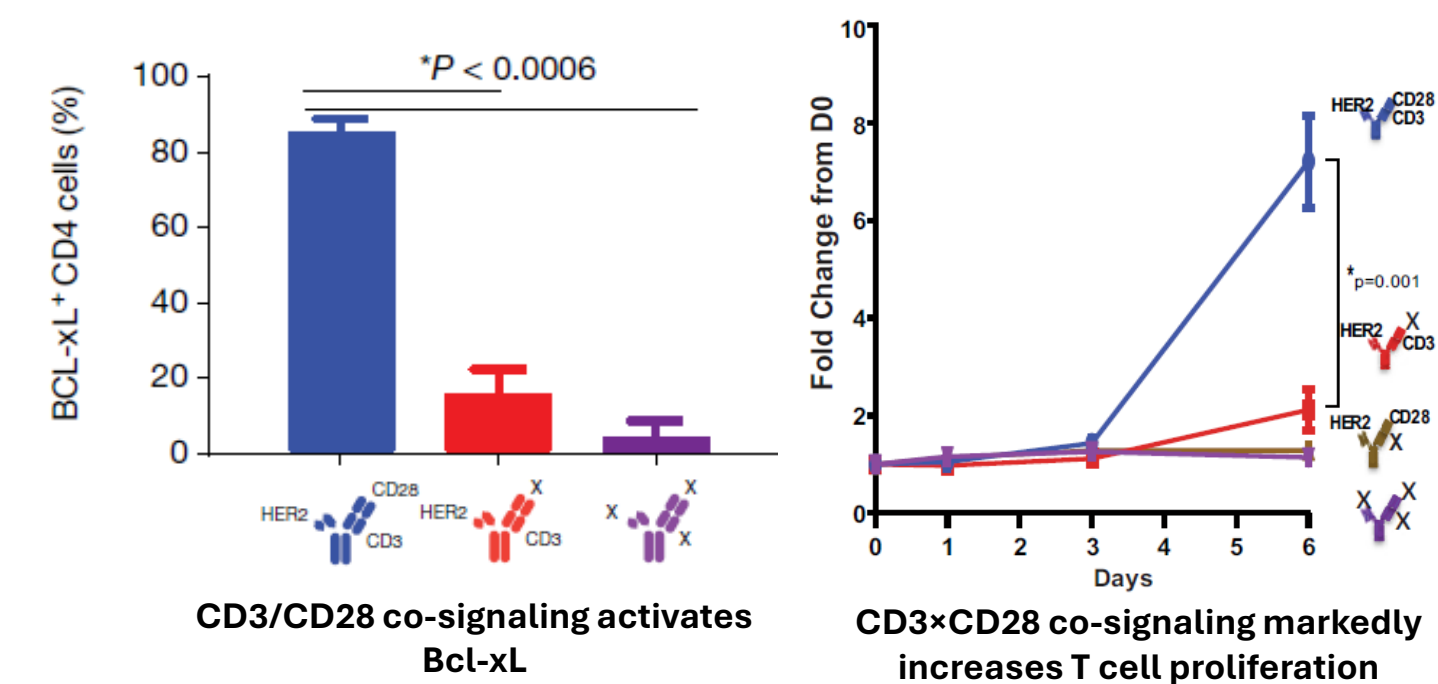 *P < 0.0006
BCL-xL⁺ CD4 cells (%)
100
80
60
40
20
0
HER2
CD28
CD3
HER2
X
CD3
X
X
X
CD3/CD28 co-signaling activates
Bcl-xL
Fold Change from D0
10
8
6
4
2
0
0 1 2 3 4 5 6
Days
HER2 CD28
CD3
*p=0.001
X
HER2
CD3
HER2 CD28
X
X X
X
CD3×CD28 co-signaling markedly
increases T cell proliferation